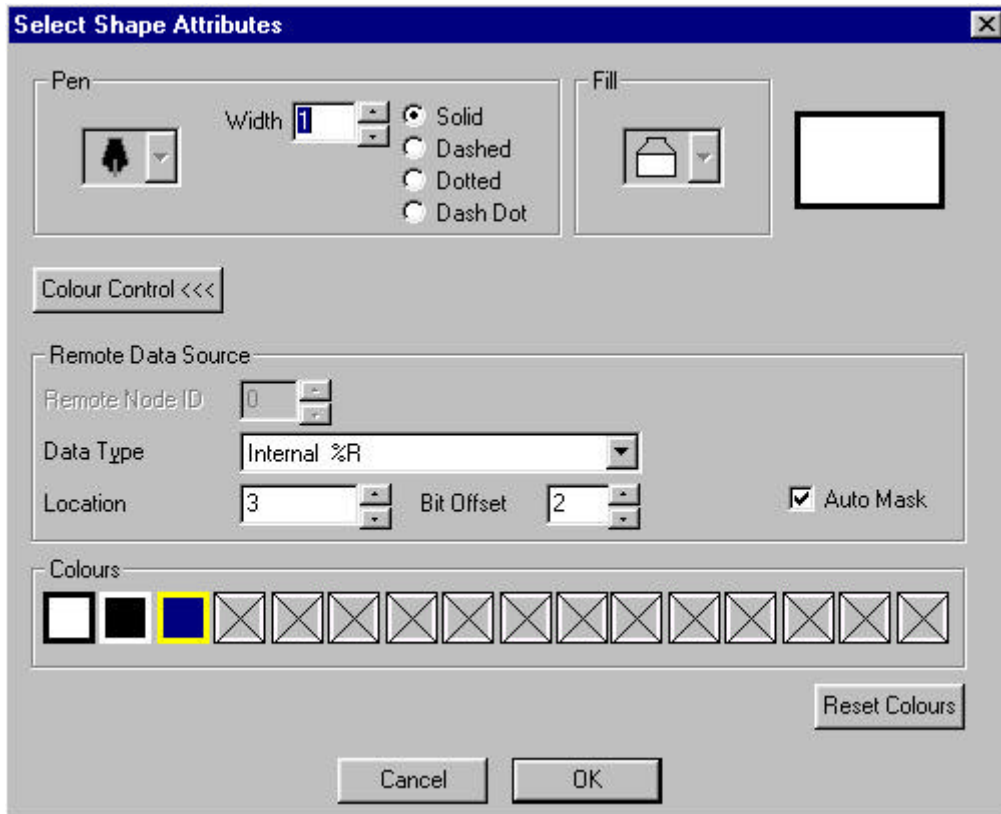 Select Shape Attributes
Pen
Width 1
Solid
Dashed
Dotted
Dash Dot
Fill
Colour Control <<<
Remote Data Source
Remote Node ID 0
Data Type Internal %R
Location 3 Bit Offset 2 Auto Mask
Colours
Reset Colours
Cancel OK